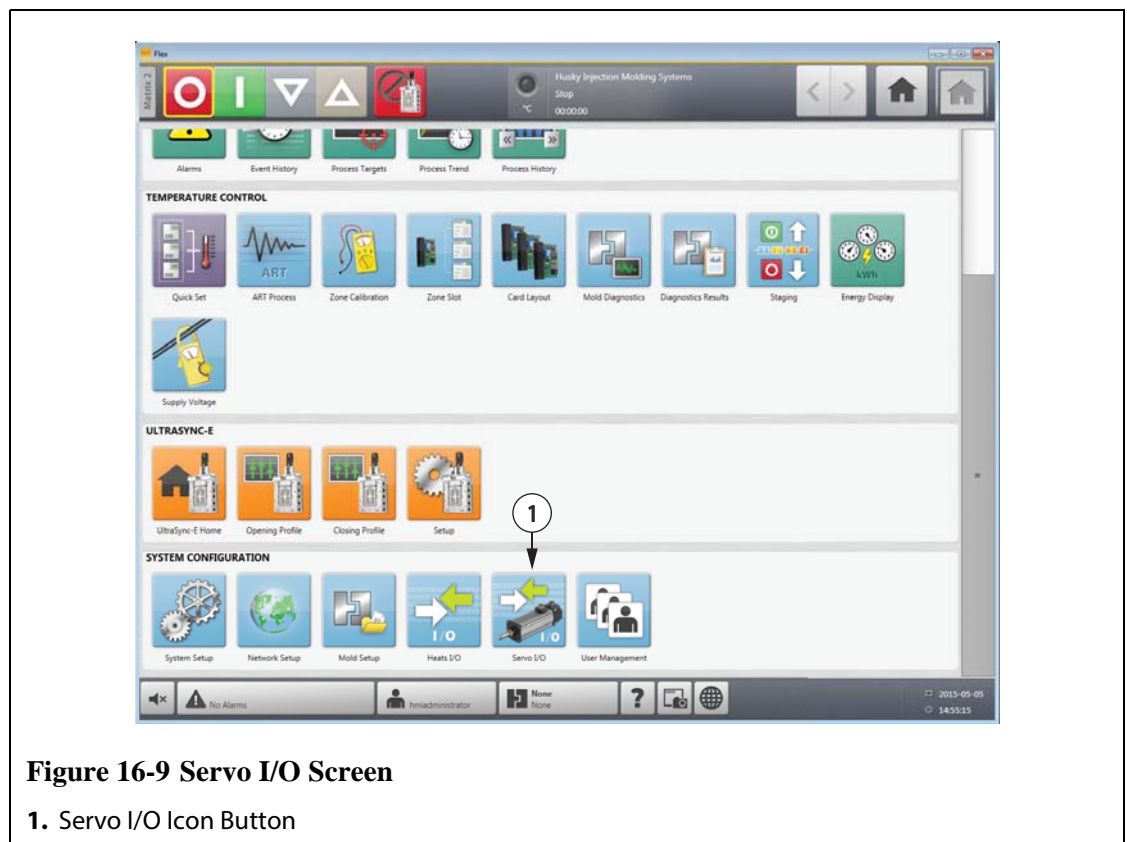 Flex
Matrix 2
Husky Injection Molding Systems
Stop
°C 00:00:00
Alarms Event History Process Targets Process Trend Process History
TEMPERATURE CONTROL
ART
kWh
Quick Set ART Process Zone Calibration Zone Slot Card Layout Mold Diagnostics Diagnostics Results Staging Energy Display
Supply Voltage
ULTRASYNC-E
UltraSync-E Home Opening Profile Closing Profile Setup
1
SYSTEM CONFIGURATION
I/O I/O
System Setup Network Setup Mold Setup Heats I/O Servo I/O User Management
No Alarms hmiadministrator None None ? 2015-05-05
14:55:15
Figure 16-9 Servo I/O Screen
1. Servo I/O Icon Button